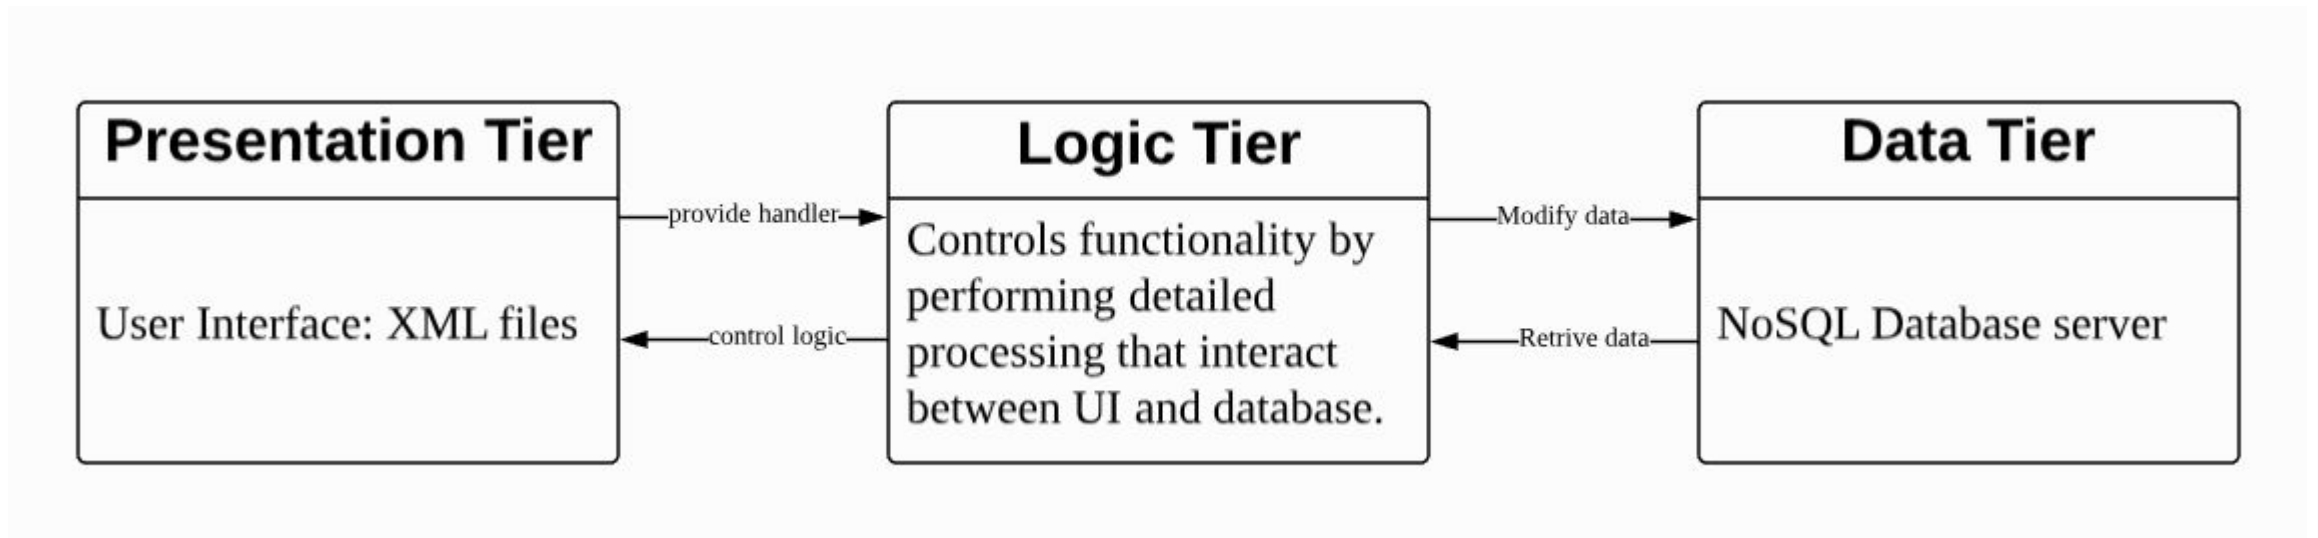 Presentation Tier
User Interface: XML files
provide handler
control logic
Logic Tier
Controls functionality by
performing detailed
processing that interact
between UI and database.
Modify data
Retrive data
Data Tier
NoSQL Database server